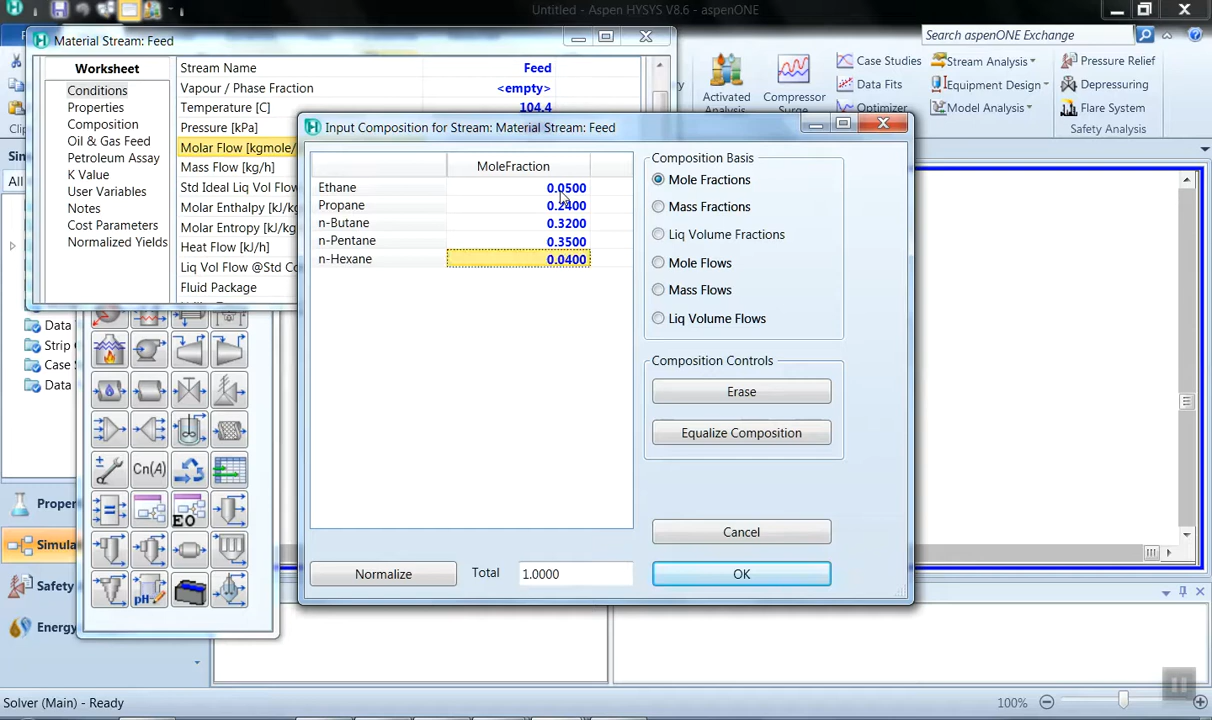 Untitled - Aspen HYSYS V8.6 - aspenONE
Material Stream: Feed
Search aspenONE Exchange
Worksheet
Conditions
Properties
Composition
Oil & Gas Feed
Petroleum Assay
K Value
User Variables
Notes
Cost Parameters
Normalized Yields
Stream Name Feed
Vapour / Phase Fraction <empty>
Temperature [C] 104.4
Pressure [kPa]
Molar Flow [kgmole/
Mass Flow [kg/h]
Std Ideal Liq Vol Flow
Molar Enthalpy [kJ/kg
Molar Entropy [kJ/kg
Heat Flow [kJ/h]
Liq Vol Flow @Std Co
Fluid Package
Activated
Compressor
Surge
Case Studies
Data Fits
Optimizer
Stream Analysis
Equipment Design
Model Analysis
Pressure Relief
Depressuring
Flare System
Safety Analysis
Clip
Sim
All
Input Composition for Stream: Material Stream: Feed
MoleFraction
Ethane 0.0500
Propane 0.2400
n-Butane 0.3200
n-Pentane 0.3500
n-Hexane 0.0400
Composition Basis
Mole Fractions
Mass Fractions
Liq Volume Fractions
Mole Flows
Mass Flows
Liq Volume Flows
Composition Controls
Erase
Equalize Composition
Cancel
OK
Normalize
Total 1.0000
Data
Strip
Case
Data
Cn(A)
EO
pH
Prope
Simula
Safety
Energy
Solver (Main) - Ready
100%